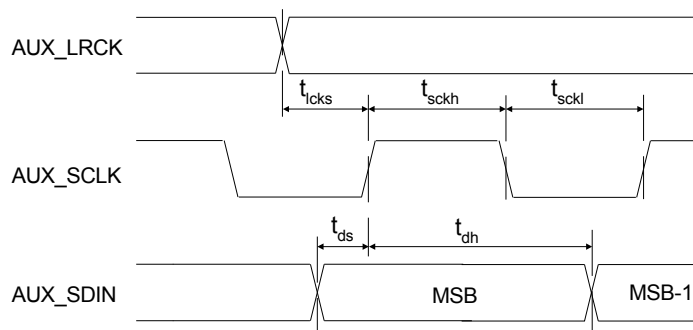 AUX_LRCK
t_lcks t_sckh t_sckl
AUX_SCLK
t_ds t_dh
AUX_SDIN MSB MSB-1